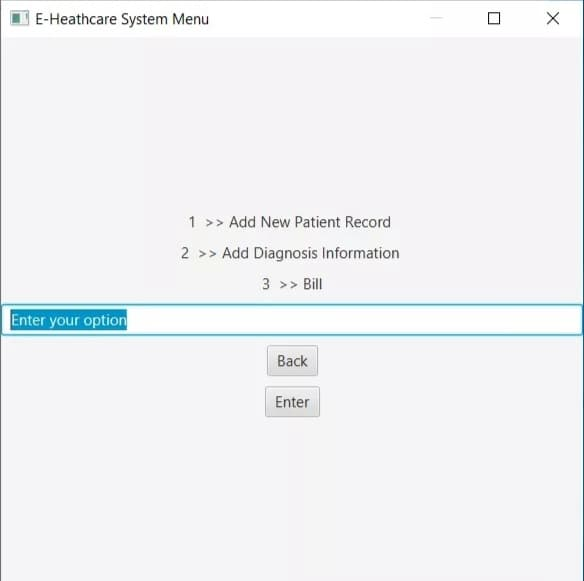 E-Heathcare System Menu
1 >> Add New Patient Record
2 >> Add Diagnosis Information
3 >> Bill
Enter your option
Back
Enter